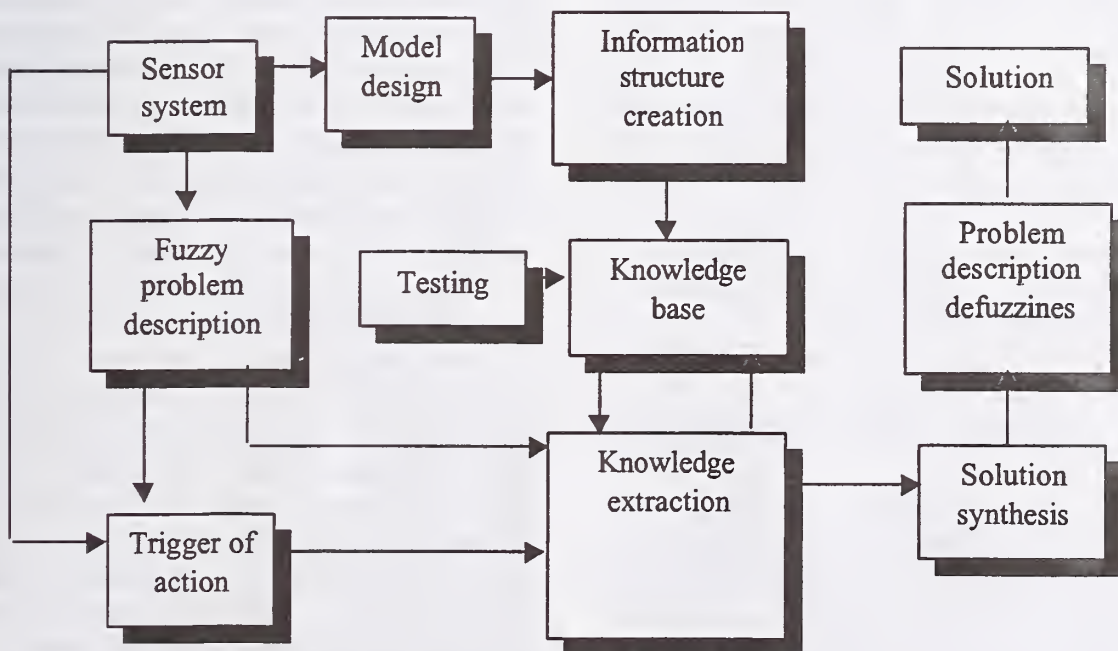 Sensor
system
Model
design
Information
structure
creation
Solution
Fuzzy
problem
description
Testing
Knowledge
base
Problem
description
defuzzines
Trigger of
action
Knowledge
extraction
Solution
synthesis